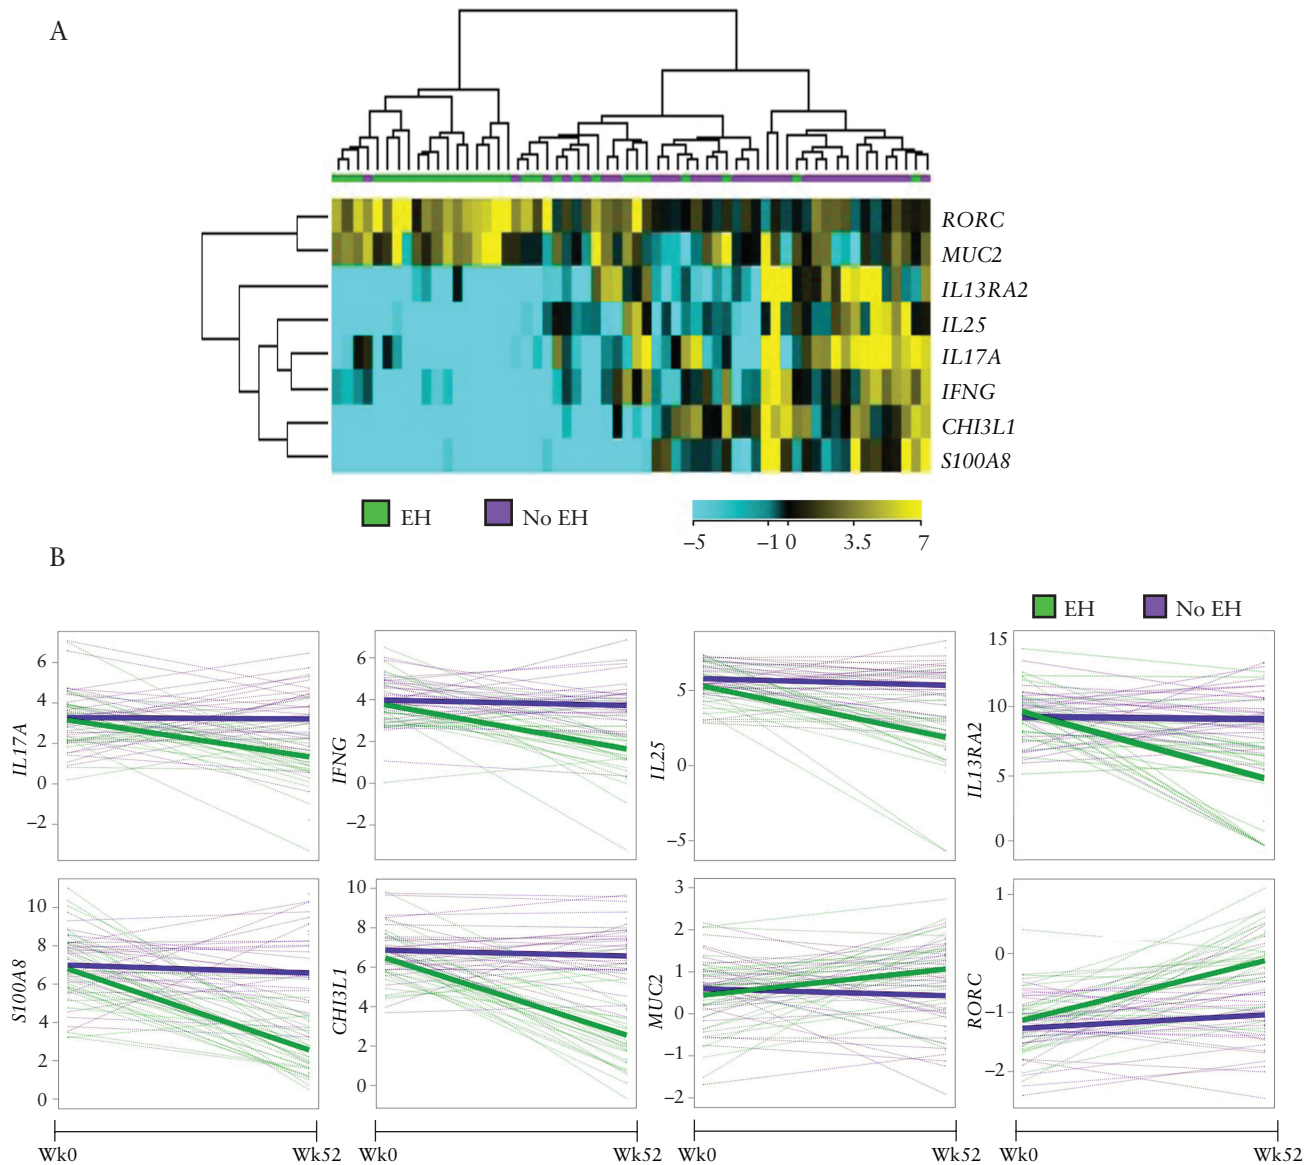 A
RORC
MUC2
IL13RA2
IL25
IL17A
IFNG
CHI3L1
S100A8
EH No EH
−5 −1 0 3.5 7
B
EH No EH
IL17A
6
4
2
0
−2
IFNG
6
4
2
0
−2
IL25
5
0
−5
IL13RA2
15
10
5
0
S100A8
10
8
6
4
2
0
CHI3L1
10
8
6
4
2
0
MUC2
3
2
1
0
−1
−2
RORC
1
0
−1
−2
Wk0 Wk52 Wk0 Wk52 Wk0 Wk52 Wk0 Wk52